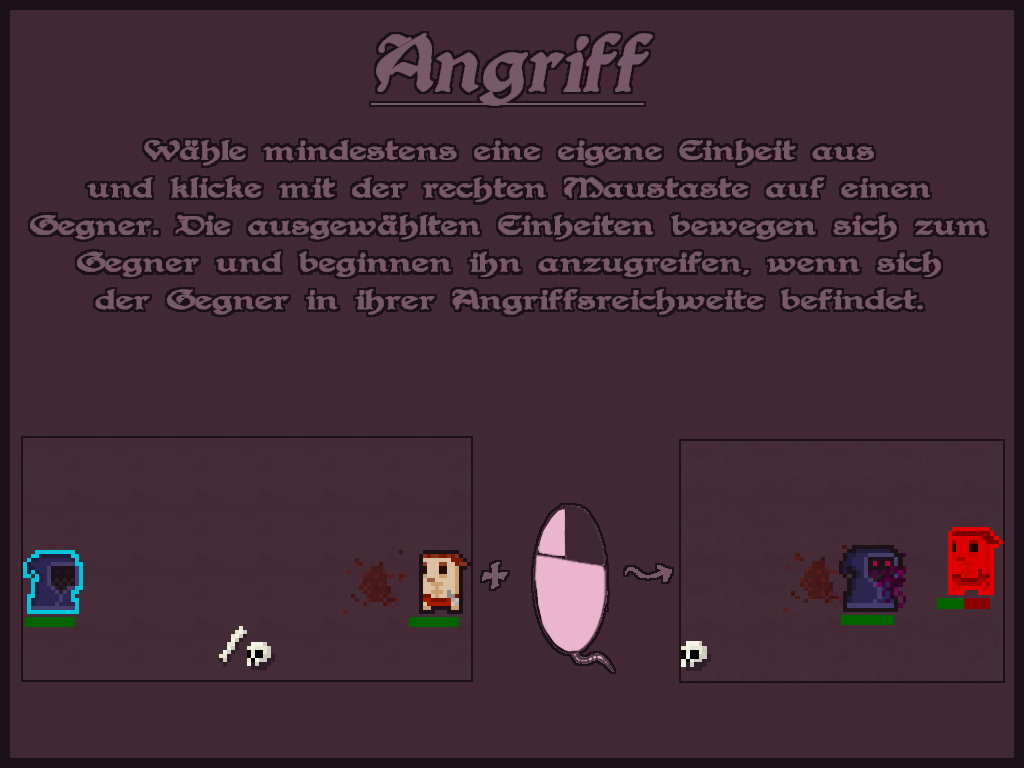 Angriff
Wähle mindestens eine eigene Einheit aus
und klicke mit der rechten Maustaste auf einen
Gegner. Die ausgewählten Einheiten bewegen sich zum
Gegner und beginnen ihn anzugreifen, wenn sich
der Gegner in ihrer Angriffsreichweite befindet.